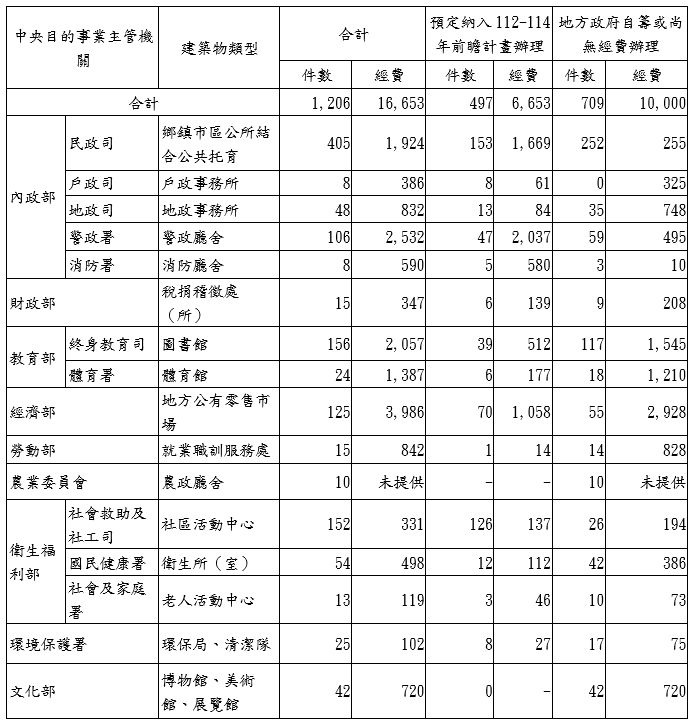 中央目的事業主管機關 建築物類型 合計 預定納入112-114年前瞻計畫辦理 地方政府自籌或尚無經費辦理
件數 經費 件數 經費 件數 經費
合計 1,206 16,653 497 6,653 709 10,000
內政部 民政司 鄉鎮市區公所結合公共托育 405 1,924 153 1,669 252 255
戶政司 戶政事務所 8 386 8 61 0 325
地政司 地政事務所 48 832 13 84 35 748
警政署 警政廳舍 106 2,532 47 2,037 59 495
消防署 消防廳舍 8 590 5 580 3 10
財政部 稅捐稽徵處（所） 15 347 6 139 9 208
教育部 終身教育司 圖書館 156 2,057 39 512 117 1,545
體育署 體育館 24 1,387 6 177 18 1,210
經濟部 地方公有零售市場 125 3,986 70 1,058 55 2,928
勞動部 就業職訓服務處 15 842 1 14 14 828
農業委員會 農政廳舍 10 未提供 - - 10 未提供
衛生福利部 社會救助及社工司 社區活動中心 152 331 126 137 26 194
國民健康署 衛生所（室） 54 498 12 112 42 386
社會及家庭署 老人活動中心 13 119 3 46 10 73
環境保護署 環保局、清潔隊 25 102 8 27 17 75
文化部 博物館、美術館、展覽館 42 720 0 - 42 720